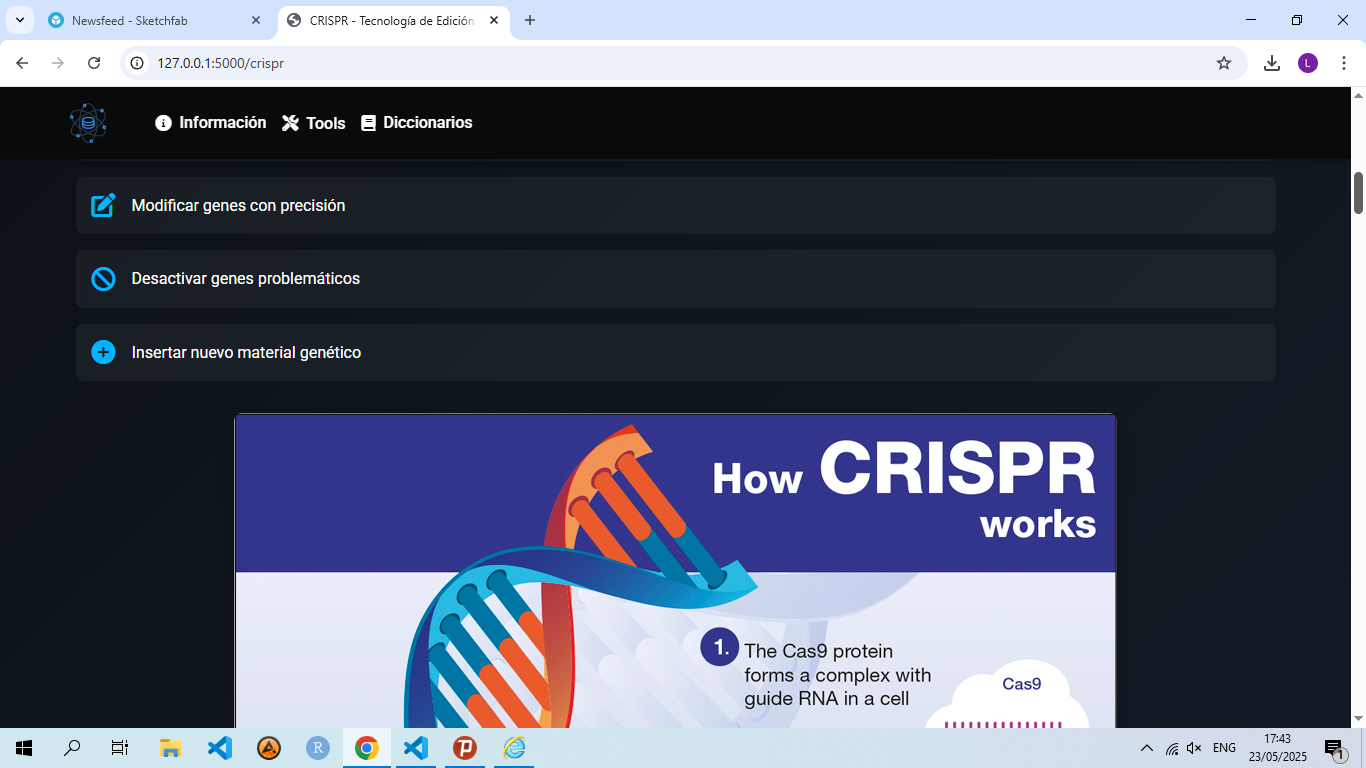 Newsfeed - Sketchfab
CRISPR - Tecnología de Edición
127.0.0.1:5000/crispr
L
Información
Tools
Diccionarios
Modificar genes con precisión
Desactivar genes problemáticos
Insertar nuevo material genético
How CRISPR
works
1.
The Cas9 protein
forms a complex with
guide RNA in a cell
Cas9
R
P
ENG
17:43
23/05/2025
1